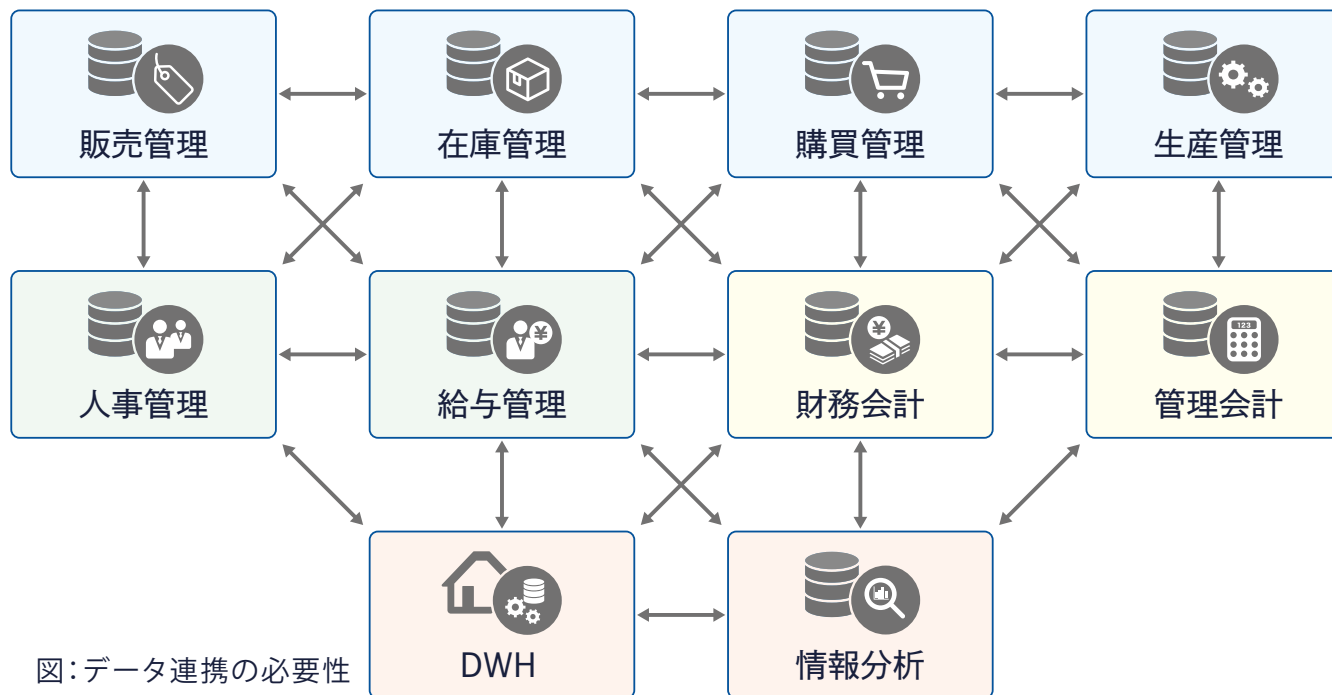 販売管理
在庫管理
購買管理
生産管理
¥
¥
123
人事管理
給与管理
財務会計
管理会計
DWH
情報分析
図：データ連携の必要性